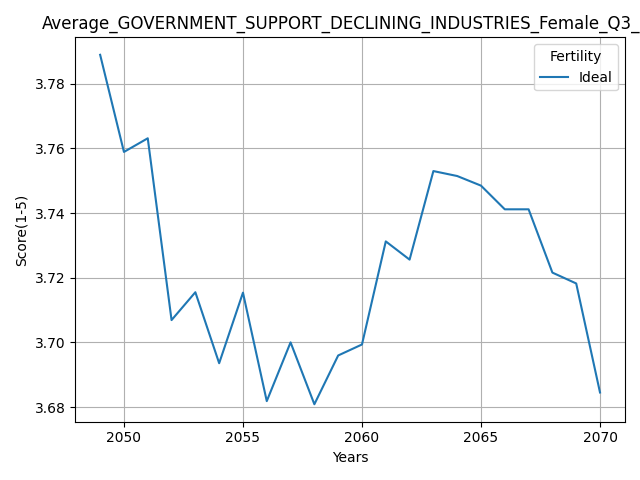 Average_GOVERNMENT_SUPPORT_DECLINING_INDUSTRIES_Female_Q3_
Fertility
Ideal
3.78
3.76
3.74
3.72
3.70
3.68
Score(1-5)
2050 2055 2060 2065 2070
Years